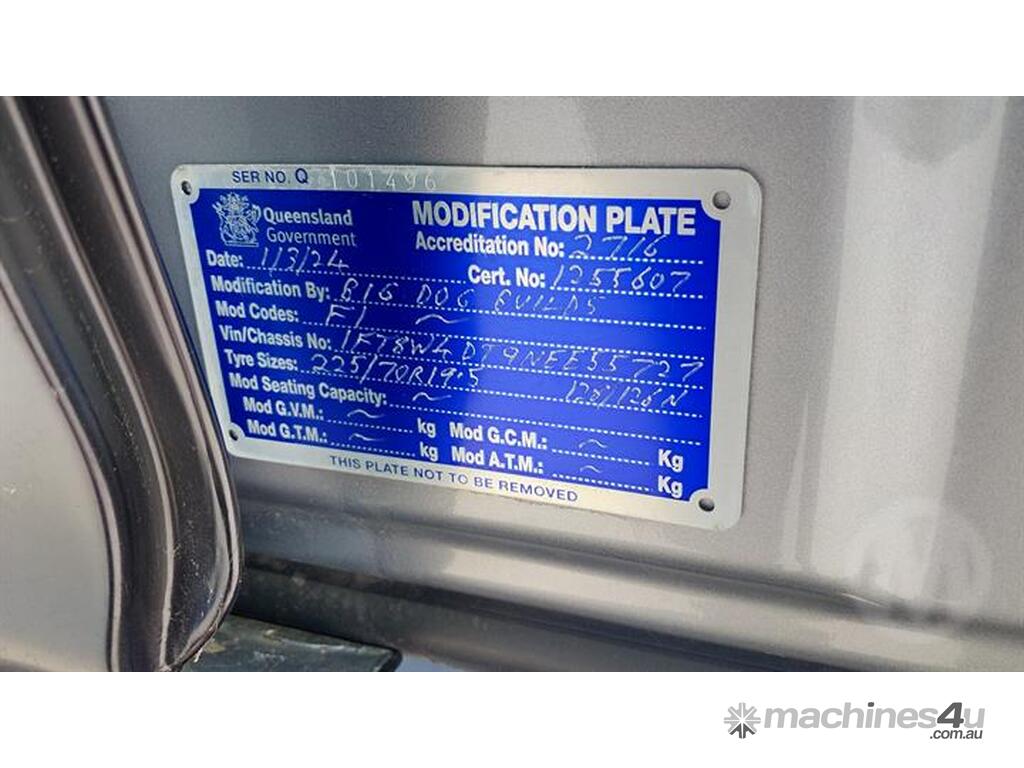 SER NO. Q 101496
Queensland Government
MODIFICATION PLATE
Accreditation No: 2716
Date: 1/3/24
Cert. No: 1255607
Modification By: BIG DOG BUILDS
Mod Codes: F1 ~
Vin/Chassis No: 1FT8W4DT9NEE55727
Tyre Sizes: 225/70R19.5 128/126N
Mod Seating Capacity: ~
Mod G.V.M.: ~ kg Mod G.C.M.: ~ Kg
Mod G.T.M.: ~ kg Mod A.T.M.: ~ Kg
THIS PLATE NOT TO BE REMOVED
machines4u
.com.au